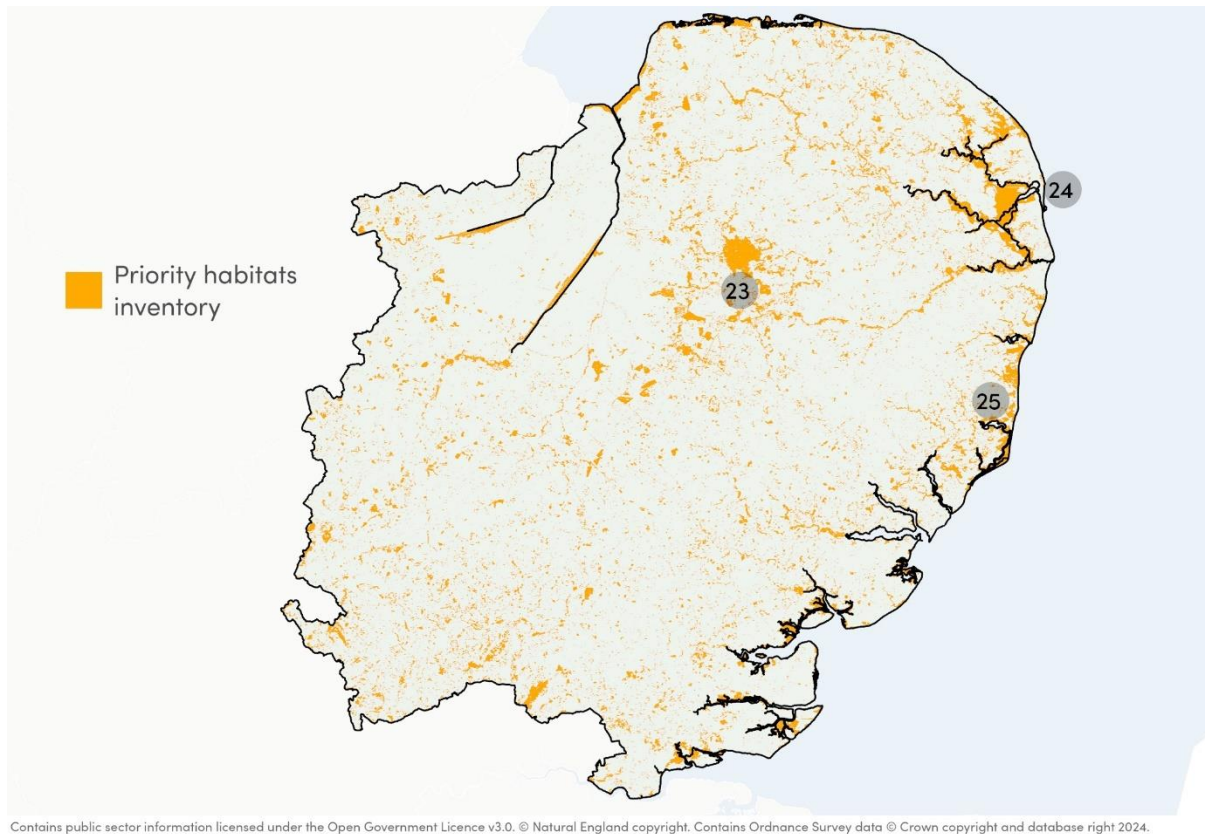 24
Priority habitats
inventory
23
25
Contains public sector information licensed under the Open Government Licence v3.0. © Natural England copyright. Contains Ordnance Survey data © Crown copyright and database right 2024.